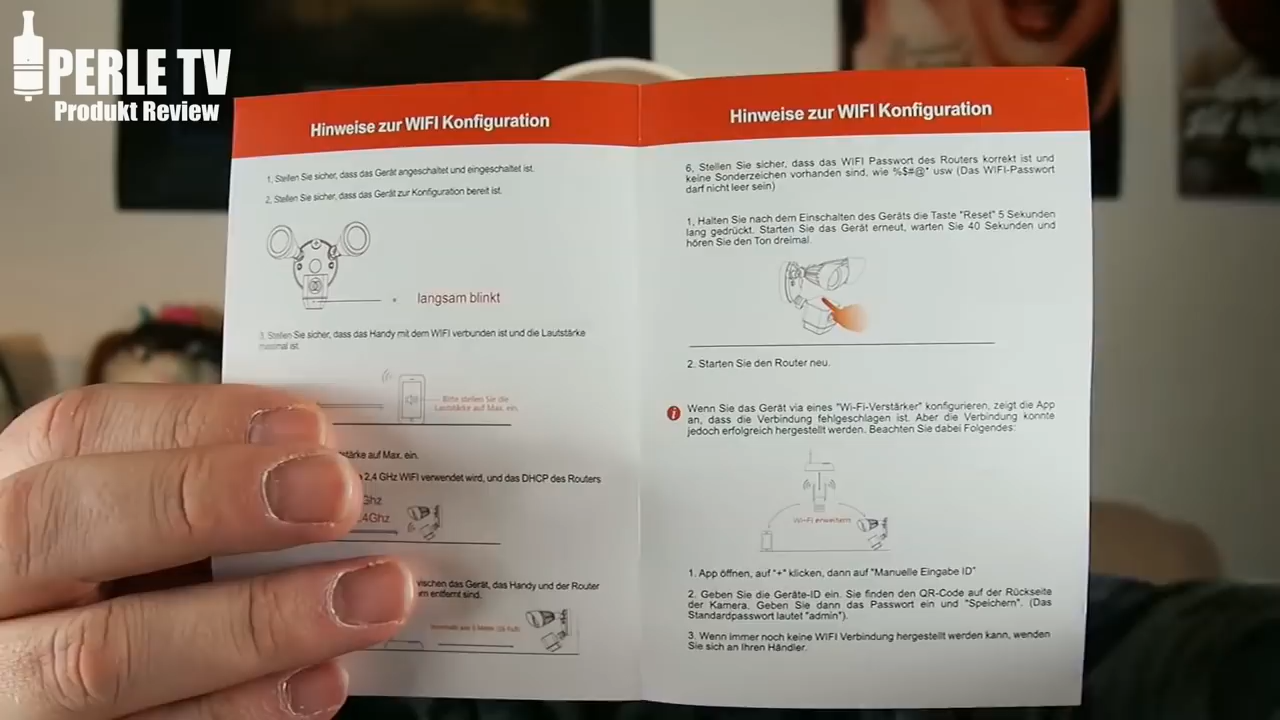 PERLE TV
Produkt Review
Hinweise zur WIFI Konfiguration
1, Stellen Sie sicher, dass das Gerät angeschaltet und eingeschaltet ist.
2, Stellen Sie sicher, dass das Gerät zur Konfiguration bereit ist.
langsam blinkt
3. Stellen Sie sicher, dass das Handy mit dem WIFI verbunden ist und die Lautstärke
maximal ist.
Bitte stellen Sie die
Lautstärke auf Max. ein.
stärke auf Max. ein.
2,4 GHz WIFI verwendet wird, und das DHCP des Routers
Ghz
.4Ghz
wischen das Gerät, das Handy und der Router
rn entfernt sind.
Hinweise zur WIFI Konfiguration
6, Stellen Sie sicher, dass das WIFI Passwort des Routers korrekt ist und
keine Sonderzeichen vorhanden sind, wie %$#@* usw (Das WIFI-Passwort
darf nicht leer sein)
1, Halten Sie nach dem Einschalten des Geräts die Taste "Reset" 5 Sekunden
lang gedrückt. Starten Sie das Gerät erneut, warten Sie 40 Sekunden und
hören Sie den Ton dreimal.
2. Starten Sie den Router neu.
Wenn Sie das Gerät via eines "Wi-Fi-Verstärker" konfigurieren, zeigt die App
an, dass die Verbindung fehlgeschlagen ist. Aber die Verbindung konnte
jedoch erfolgreich hergestellt werden. Beachten Sie dabei Folgendes:
Wi-Fi erweitern
1. App öffnen, auf "+" klicken, dann auf "Manuelle Eingabe ID"
2. Geben Sie die Geräte-ID ein. Sie finden den QR-Code auf der Rückseite
der Kamera. Geben Sie dann das Passwort ein und "Speichern". (Das
Standardpasswort lautet "admin").
3. Wenn immer noch keine WIFI Verbindung hergestellt werden kann, wenden
Sie sich an Ihren Händler.